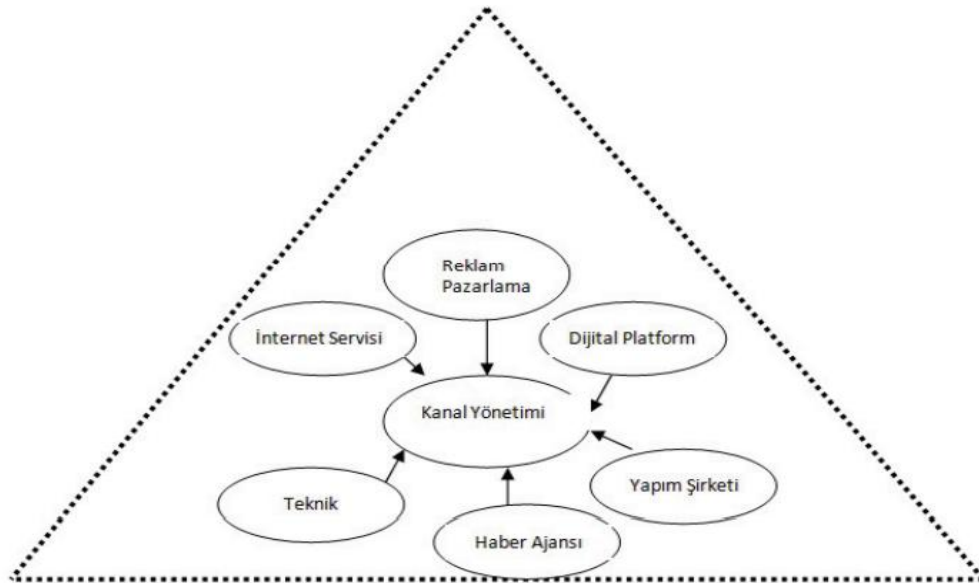 Reklam
Pazarlama
İnternet Servisi
Dijital Platform
Kanal Yönetimi
Teknik
Yapım Şirketi
Haber Ajansı